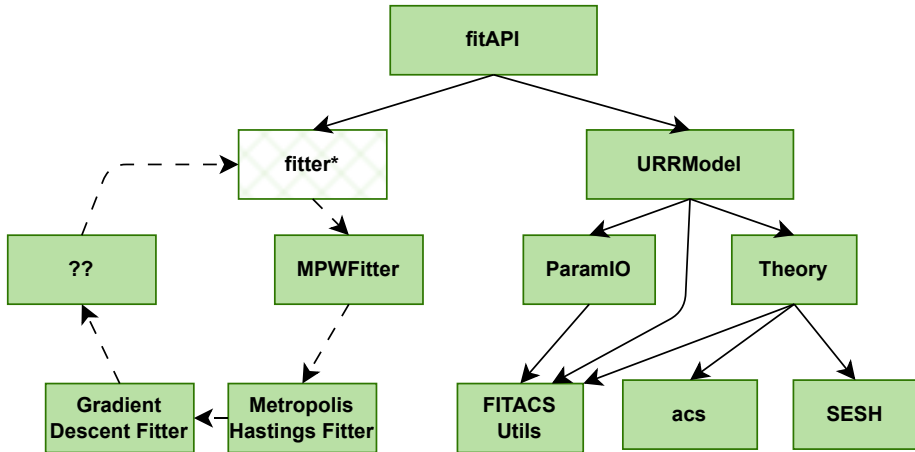 fitAPI
fitter*
URRModel
??
MPWFitter
ParamIO
Theory
Gradient
Descent Fitter
Metropolis
Hastings Fitter
FITACS
Utils
acs
SESH